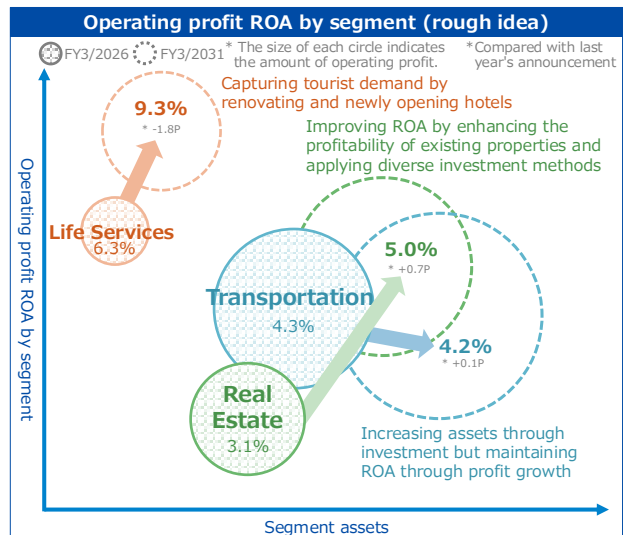 Operating profit ROA by segment (rough idea)
FY3/2026
FY3/2031
* The size of each circle indicates
the amount of operating profit.
*Compared with last
year's announcement
Capturing tourist demand by
renovating and newly opening hotels
9.3%
* -1.8P
Improving ROA by enhancing the
profitability of existing properties and
applying diverse investment methods
Life Services
6.3%
5.0%
* +0.7P
Transportation
4.3%
4.2%
* +0.1P
Real
Estate
3.1%
Increasing assets through
investment but maintaining
ROA through profit growth
Operating profit ROA by segment
Segment assets